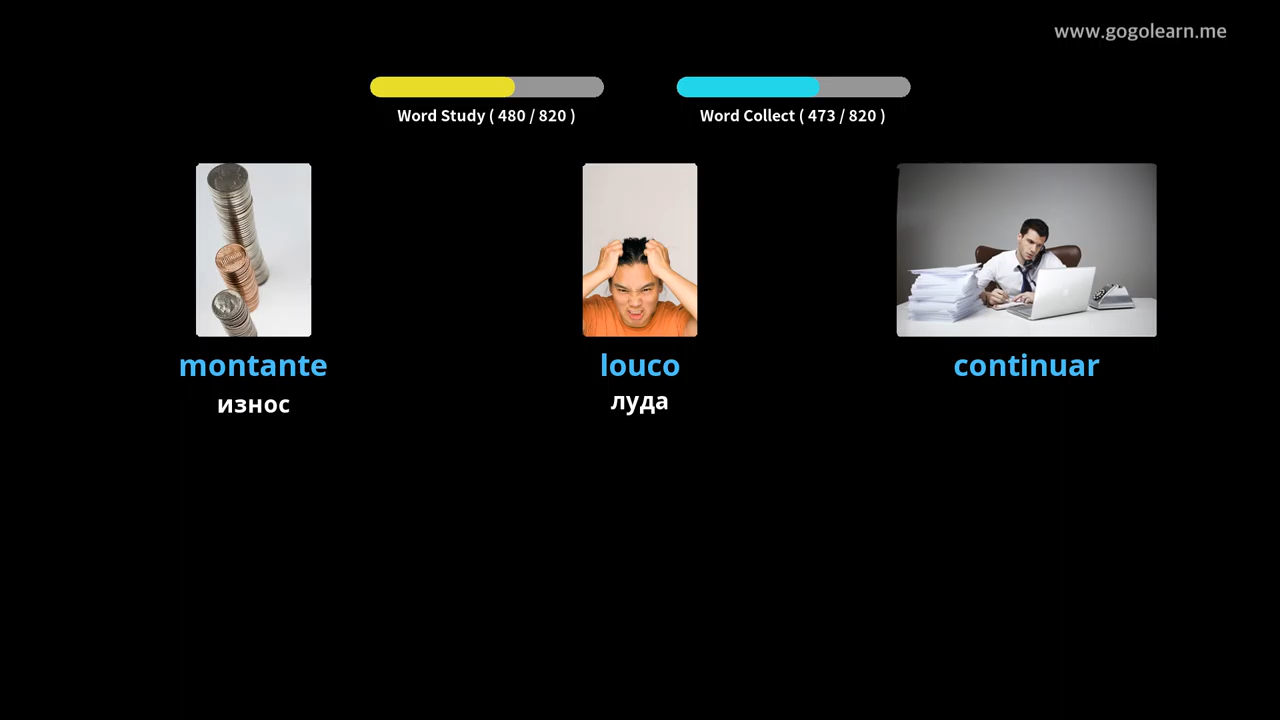 www.gogolearn.me
Word Study ( 480 / 820 )
Word Collect ( 473 / 820 )
montante
износ
louco
луда
continuar